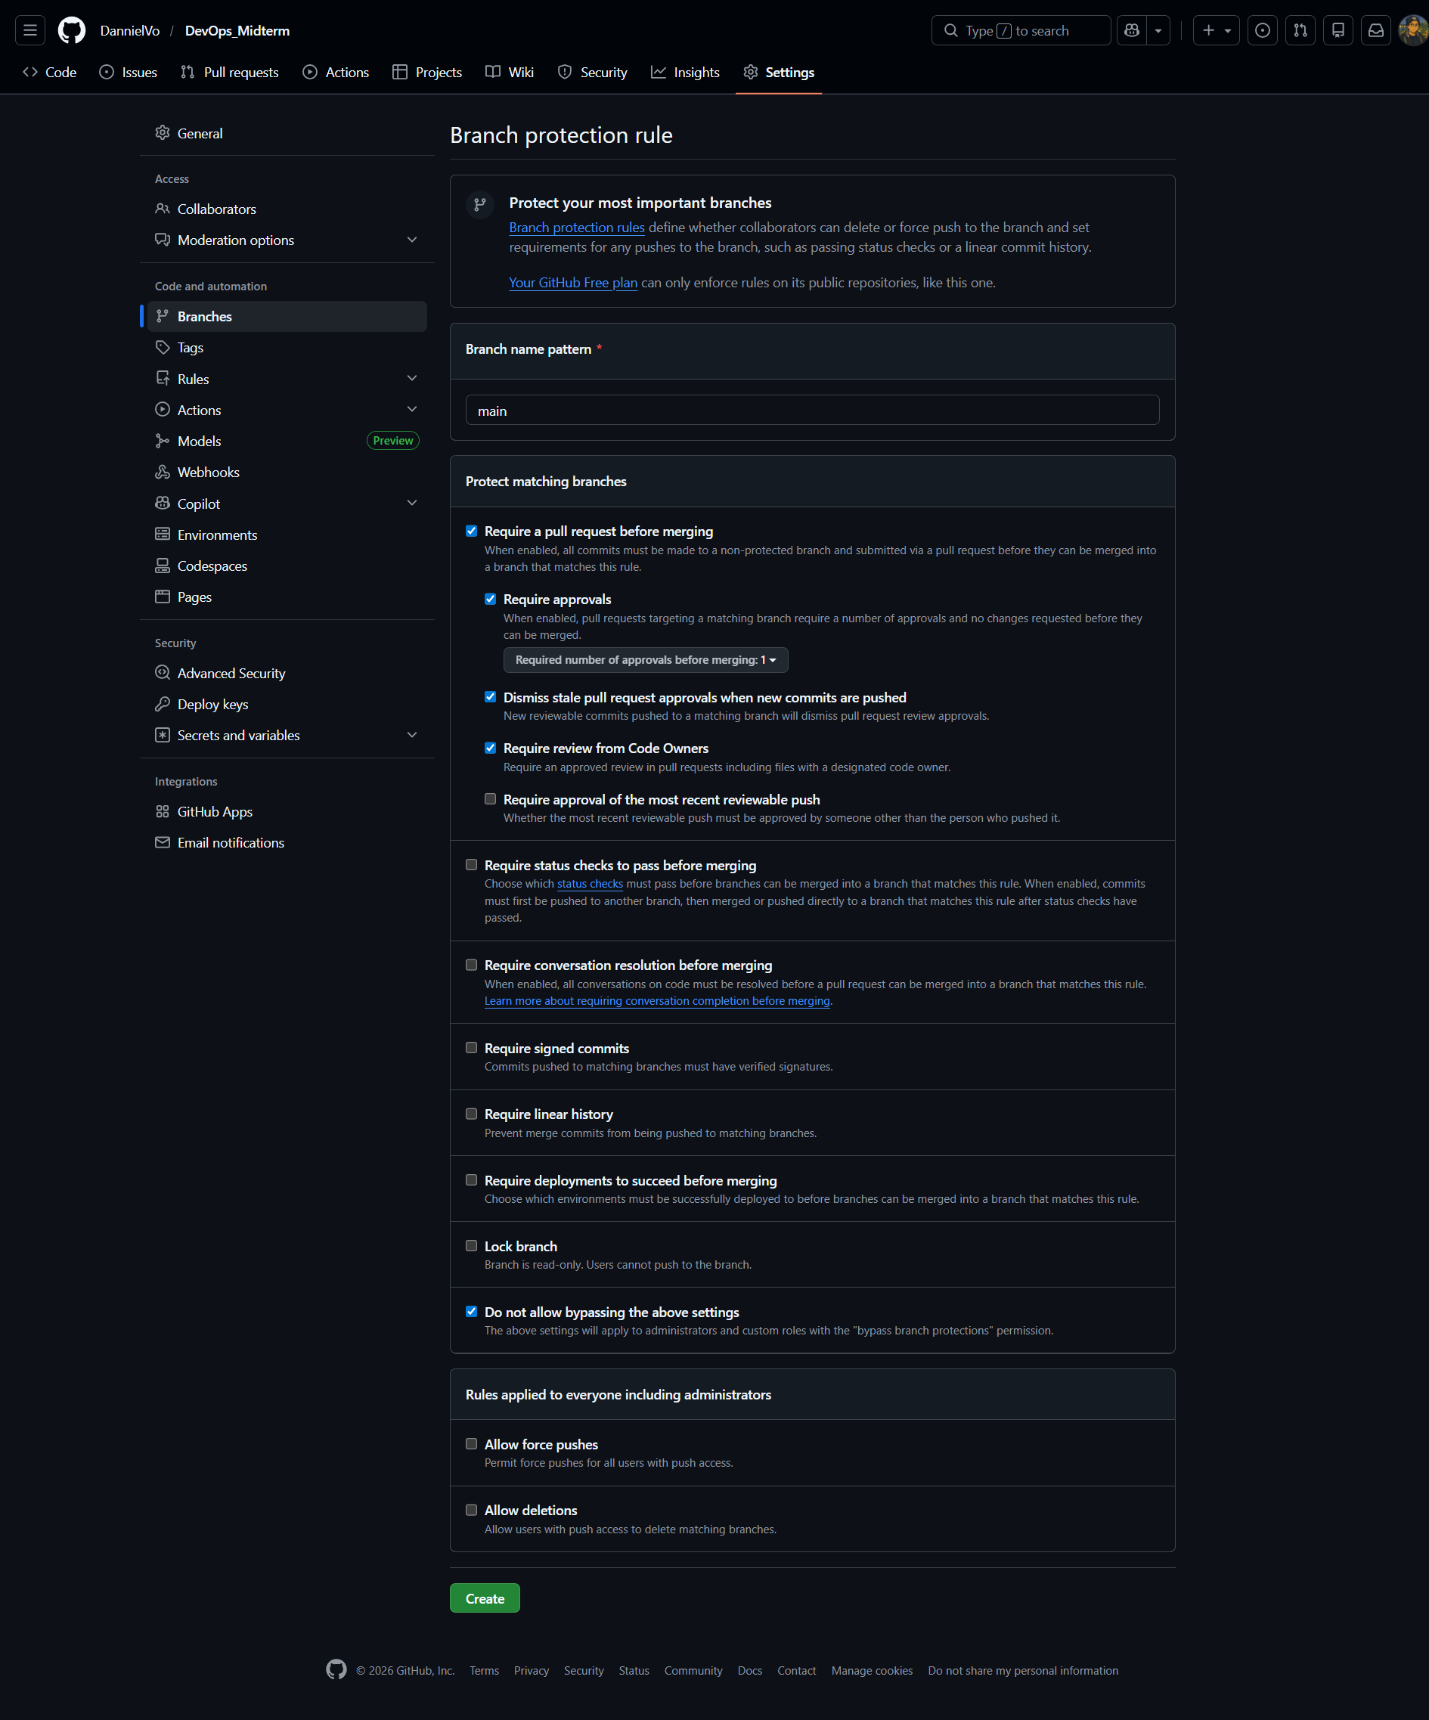 DannielVo / DevOps_Midterm
Type / to search
Code
Issues
Pull requests
Actions
Projects
Wiki
Security
Insights
Settings
General
Access
Collaborators
Moderation options
Code and automation
Branches
Tags
Rules
Actions
Models Preview
Webhooks
Copilot
Environments
Codespaces
Pages
Security
Advanced Security
Deploy keys
Secrets and variables
Integrations
GitHub Apps
Email notifications
Branch protection rule
Protect your most important branches
Branch protection rules define whether collaborators can delete or force push to the branch and set
requirements for any pushes to the branch, such as passing status checks or a linear commit history.
Your GitHub Free plan can only enforce rules on its public repositories, like this one.
Branch name pattern *
main
Protect matching branches
Require a pull request before merging
When enabled, all commits must be made to a non-protected branch and submitted via a pull request before they can be merged into
a branch that matches this rule.
Require approvals
When enabled, pull requests targeting a matching branch require a number of approvals and no changes requested before they
can be merged.
Required number of approvals before merging: 1
Dismiss stale pull request approvals when new commits are pushed
New reviewable commits pushed to a matching branch will dismiss pull request review approvals.
Require review from Code Owners
Require an approved review in pull requests including files with a designated code owner.
Require approval of the most recent reviewable push
Whether the most recent reviewable push must be approved by someone other than the person who pushed it.
Require status checks to pass before merging
Choose which status checks must pass before branches can be merged into a branch that matches this rule. When enabled, commits
must first be pushed to another branch, then merged or pushed directly to a branch that matches this rule after status checks have
passed.
Require conversation resolution before merging
When enabled, all conversations on code must be resolved before a pull request can be merged into a branch that matches this rule.
Learn more about requiring conversation completion before merging.
Require signed commits
Commits pushed to matching branches must have verified signatures.
Require linear history
Prevent merge commits from being pushed to matching branches.
Require deployments to succeed before merging
Choose which environments must be successfully deployed to before branches can be merged into a branch that matches this rule.
Lock branch
Branch is read-only. Users cannot push to the branch.
Do not allow bypassing the above settings
The above settings will apply to administrators and custom roles with the "bypass branch protections" permission.
Rules applied to everyone including administrators
Allow force pushes
Permit force pushes for all users with push access.
Allow deletions
Allow users with push access to delete matching branches.
Create
© 2026 GitHub, Inc. Terms Privacy Security Status Community Docs Contact Manage cookies Do not share my personal information